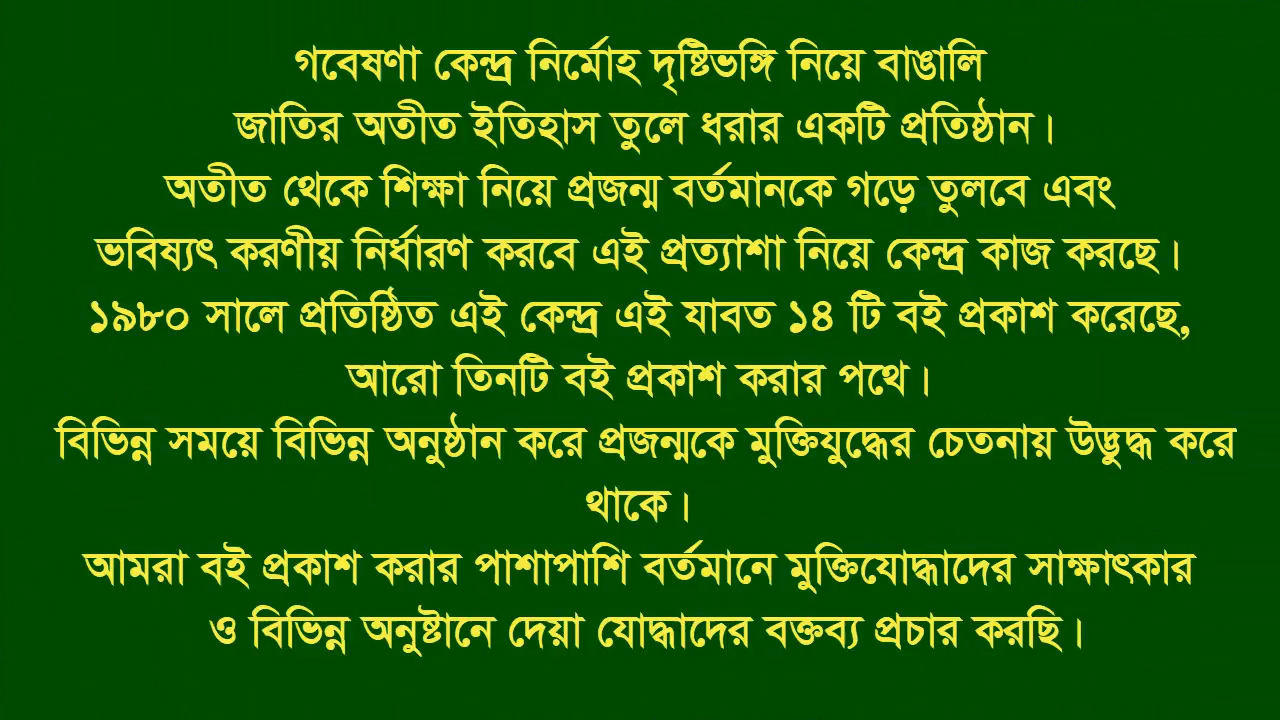 গবেষণা কেন্দ্র নির্মোহ দৃষ্টিভঙ্গি নিয়ে বাঙালি
জাতির অতীত ইতিহাস তুলে ধরার একটি প্রতিষ্ঠান।
অতীত থেকে শিক্ষা নিয়ে প্রজন্ম বর্তমানকে গড়ে তুলবে এবং
ভবিষ্যৎ করণীয় নির্ধারণ করবে এই প্রত্যাশা নিয়ে কেন্দ্র কাজ করছে।
১৯৮০ সালে প্রতিষ্ঠিত এই কেন্দ্র এই যাবত ১৪ টি বই প্রকাশ করেছে,
আরো তিনটি বই প্রকাশ করার পথে।
বিভিন্ন সময়ে বিভিন্ন অনুষ্ঠান করে প্রজন্মকে মুক্তিযুদ্ধের চেতনায় উদ্ভুদ্ধ করে
থাকে।
আমরা বই প্রকাশ করার পাশাপাশি বর্তমানে মুক্তিযোদ্ধাদের সাক্ষাৎকার
ও বিভিন্ন অনুষ্টানে দেয়া যোদ্ধাদের বক্তব্য প্রচার করছি।